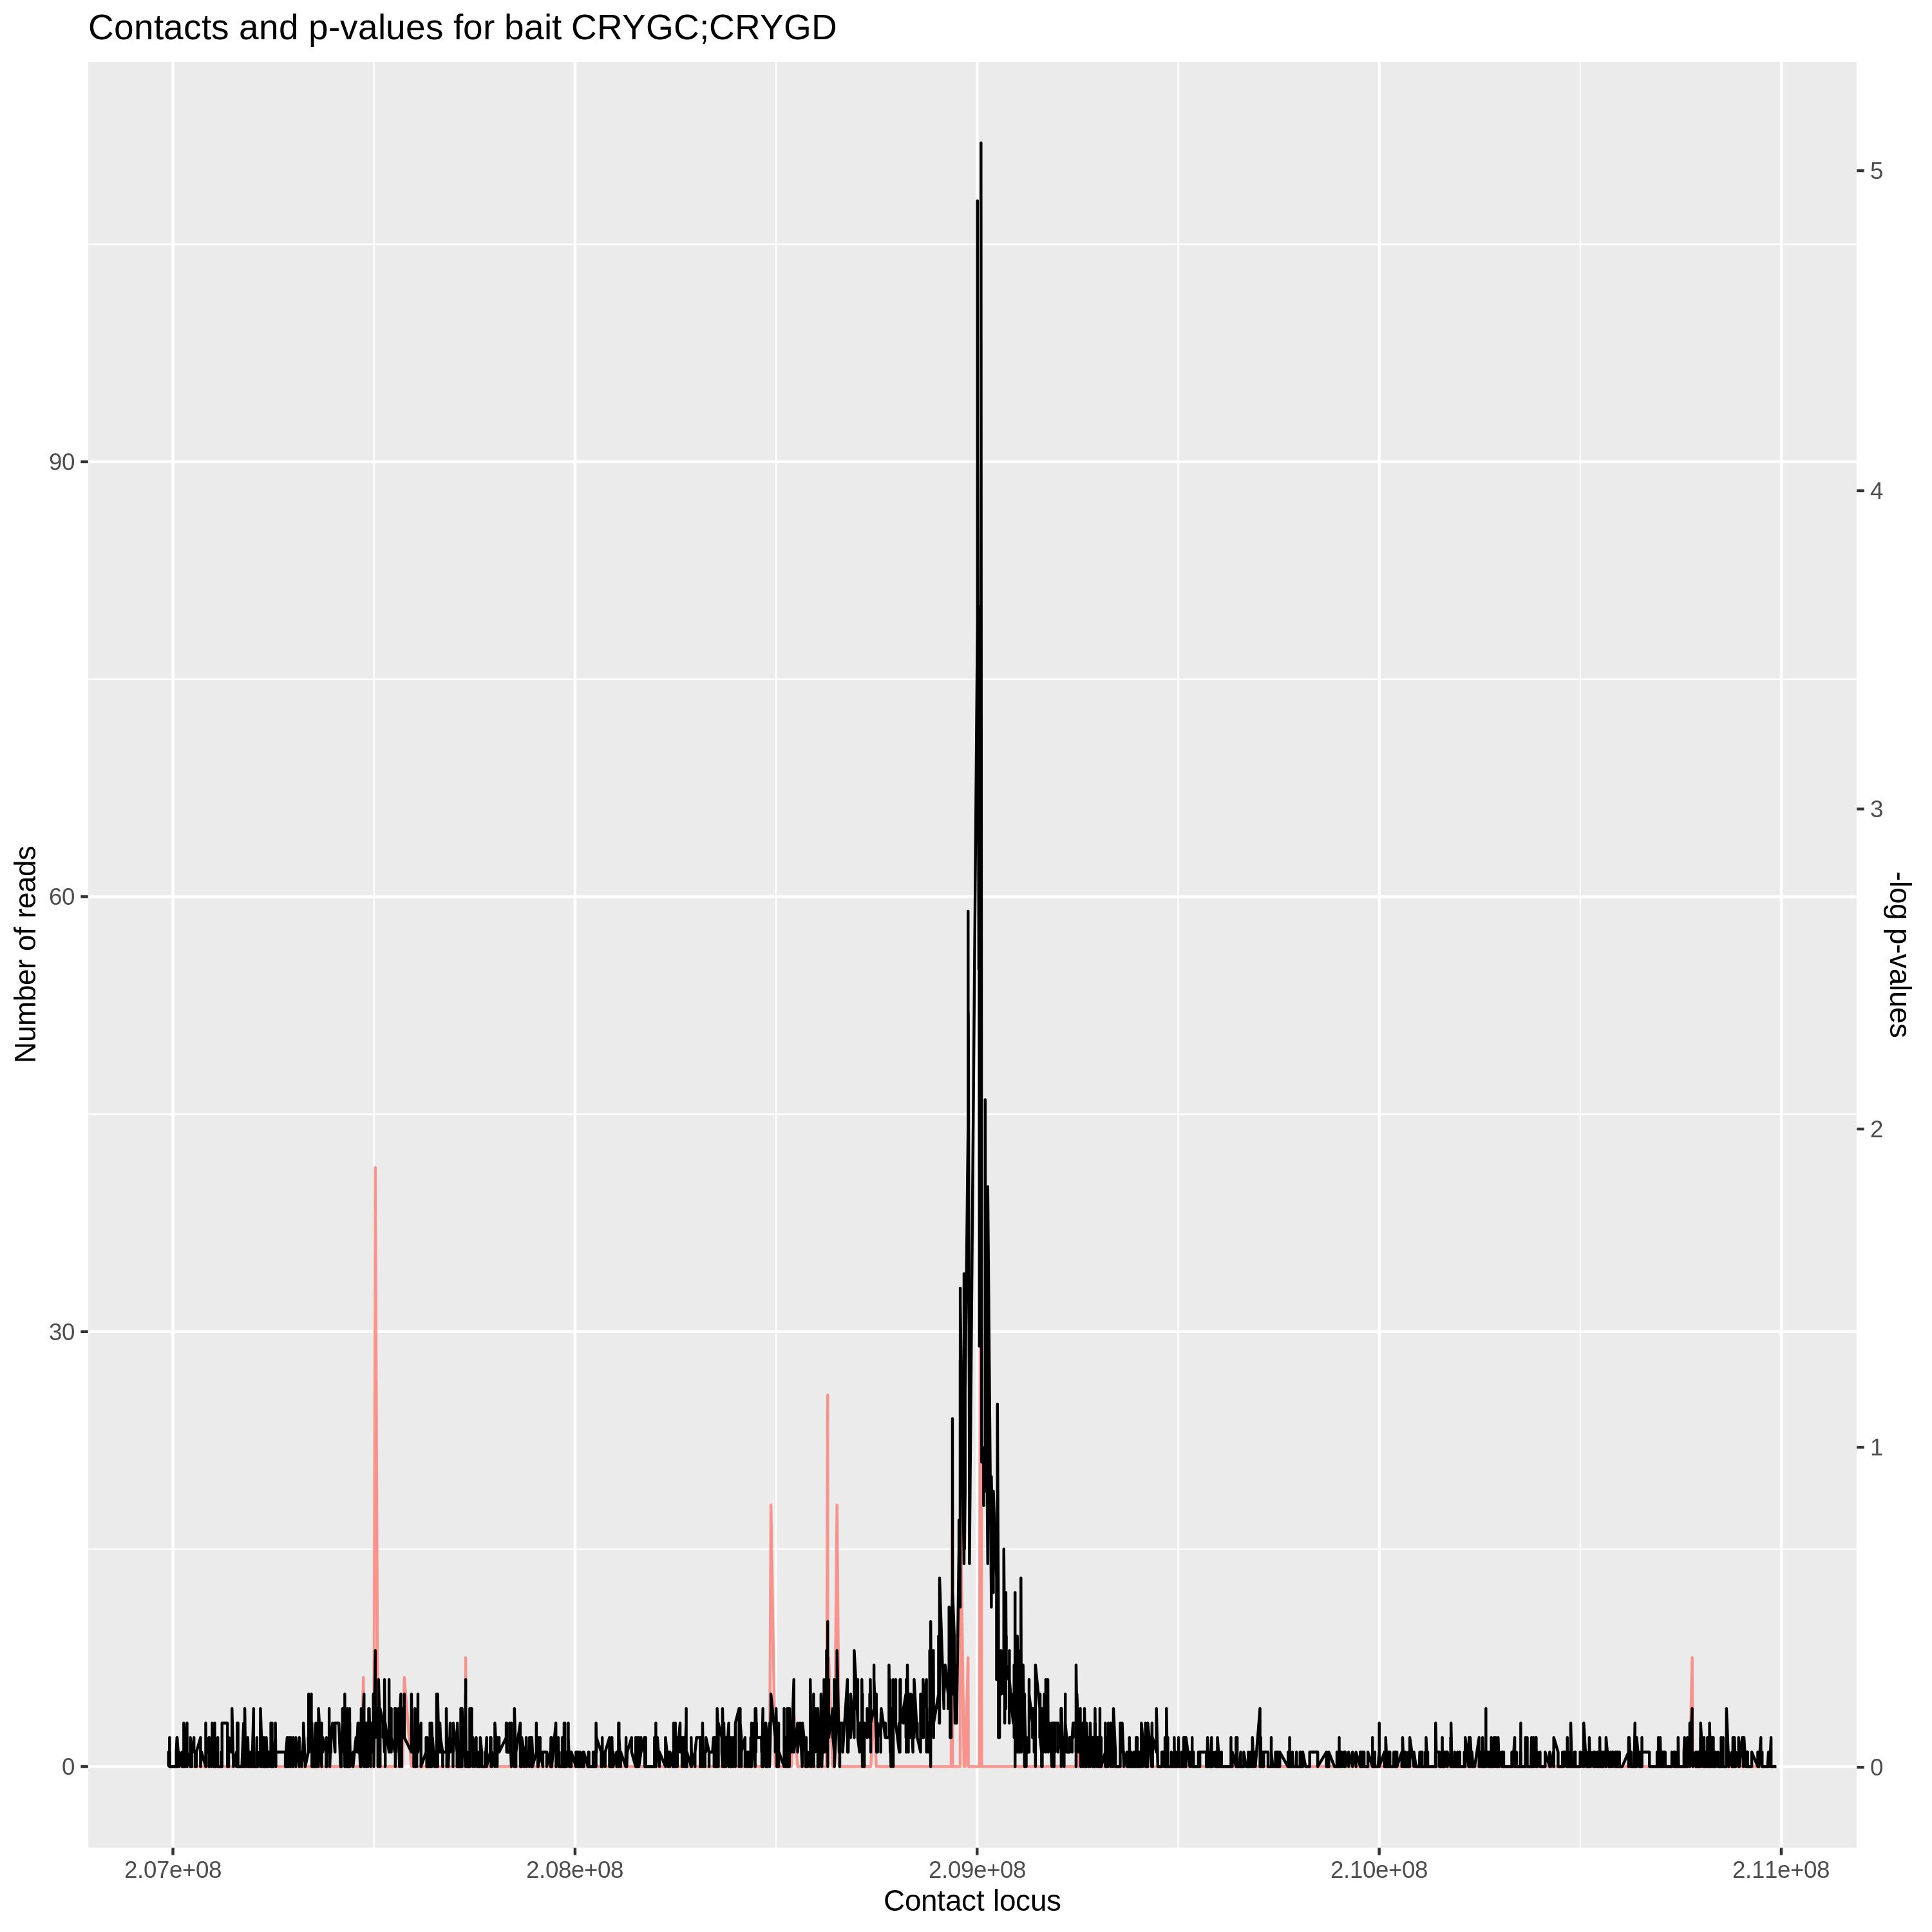 Contacts and p-values for bait CRYGC;CRYGD
Number of reads
90
60
30
0
5
4
3
2
1
0
-log p-values
2.07e+08 2.08e+08 2.09e+08 2.10e+08 2.11e+08
Contact locus